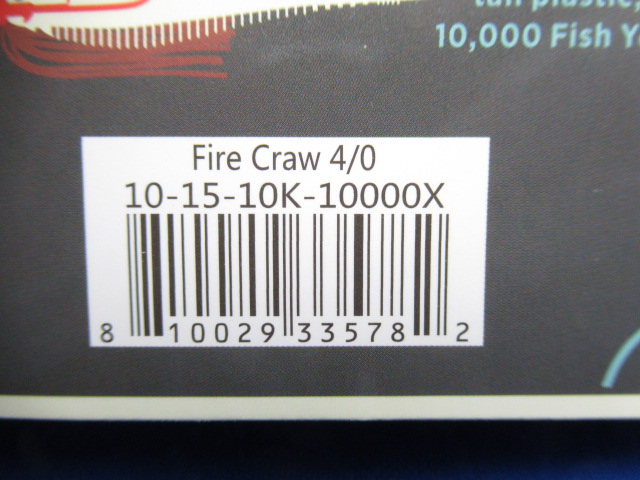 10,000 Fish
Fire Craw 4/0
10-15-10K-10000X
8 10029 33578 2